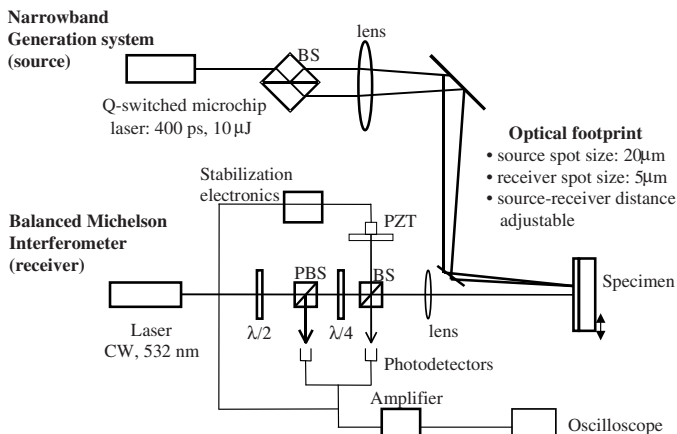 Narrowband
Generation system
(source)
BS
lens
Q-switched microchip
laser: 400 ps, 10μJ
Optical footprint
• source spot size: 20μm
• receiver spot size: 5μm
• source-receiver distance
adjustable
Stabilization
electronics
PZT
Balanced Michelson
Interferometer
(receiver)
PBS
BS
Specimen
Laser
CW, 532 nm
λ/2
λ/4
lens
Photodetectors
Amplifier
Oscilloscope